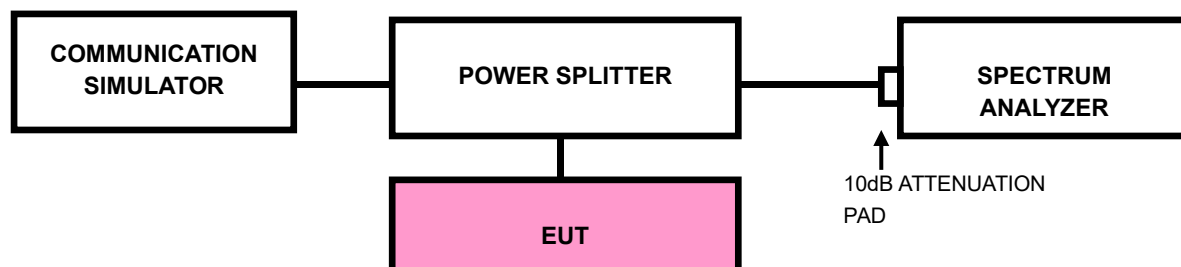 COMMUNICATION
SIMULATOR
POWER SPLITTER
SPECTRUM
ANALYZER
10dB ATTENUATION
PAD
EUT